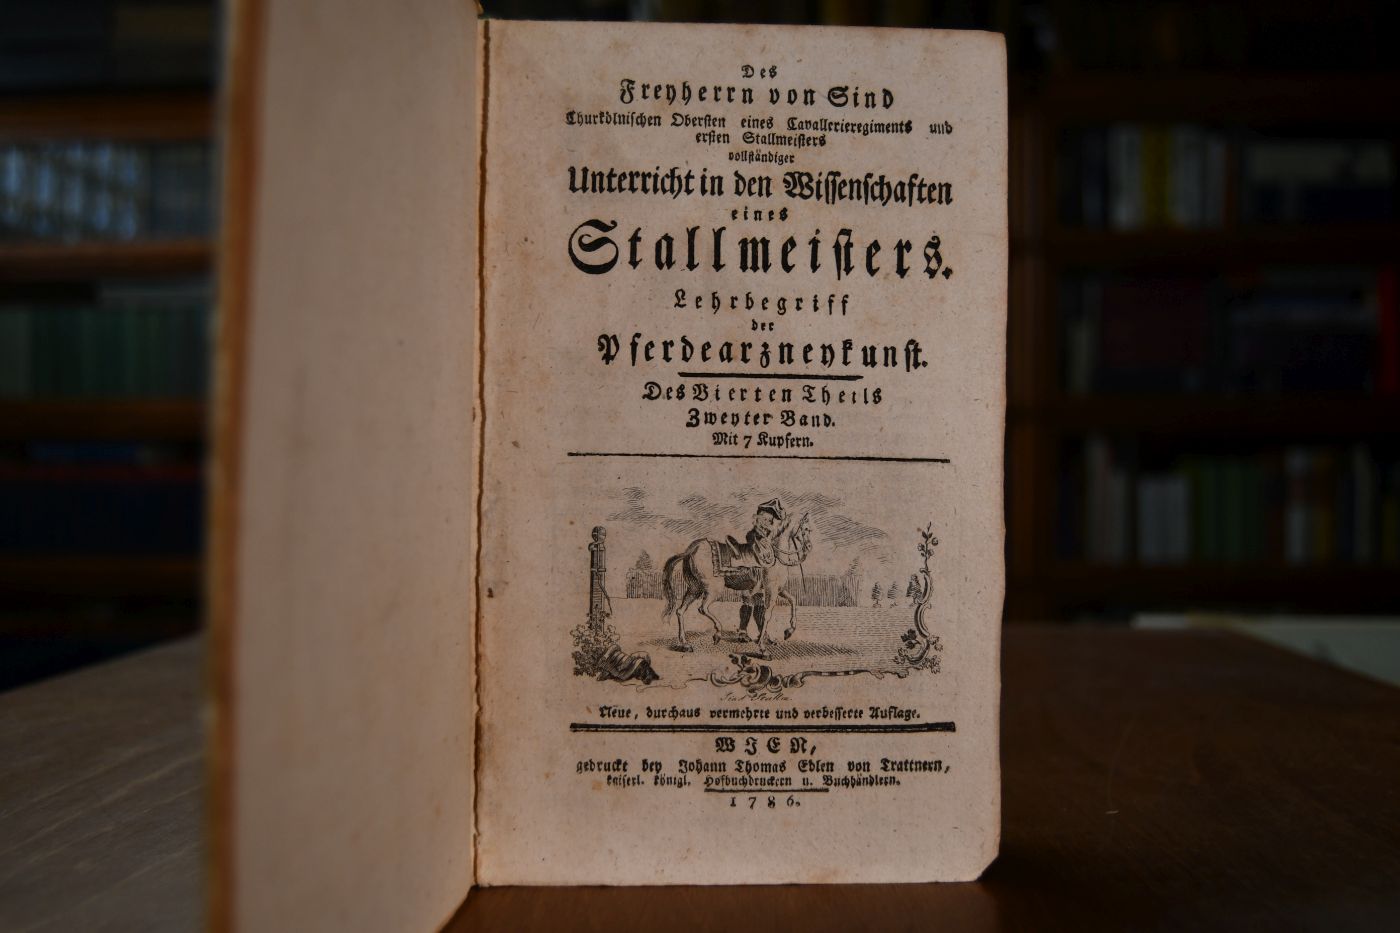 Des
Freyherrn von Sind
Churkölnischen Obersten eines Cavallerieregiments und
ersten Stallmeisters
vollständiger
Unterricht in den Wissenschaften
eines
Stallmeisters.
Lehrbegriff
der
Pferdearzneykunst.
Des Vierten Theils
Zweyter Band.
Mit 7 Kupfern.
Neue, durchaus vermehrte und verbesserte Auflage.
WIEN,
gedruckt bey Johann Thomas Edlen von Trattnern,
kaiserl. königl. Hofbuchdruckern u. Buchhändlern.
1786.